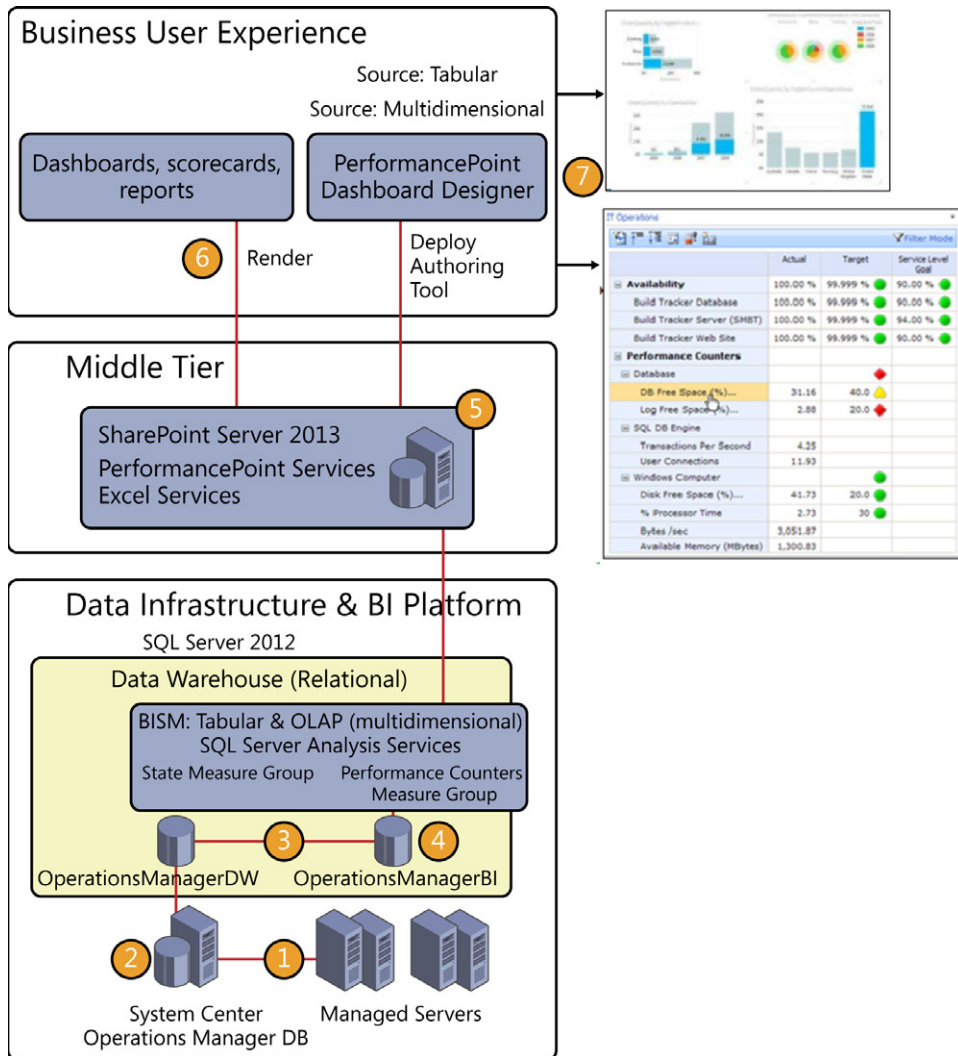 Business User Experience
Source: Tabular
Source: Multidimensional
Dashboards, scorecards,
reports
PerformancePoint
Dashboard Designer
7
6
Render
Deploy
Authoring
Tool
Middle Tier
5
SharePoint Server 2013
PerformancePoint Services
Excel Services
Data Infrastructure & BI Platform
SQL Server 2012
Data Warehouse (Relational)
BISM: Tabular & OLAP (multidimensional)
SQL Server Analysis Services
State Measure Group
Performance Counters
Measure Group
3
4
OperationsManagerDW
OperationsManagerBI
2
1
System Center
Operations Manager DB
Managed Servers
IT Operations
Filter Mode
Actual Target Service Level
Goal
Availability 100.00 % 99.999 % 90.00 %
Build Tracker Database 100.00 % 99.999 % 90.00 %
Build Tracker Server (SMBT) 100.00 % 99.999 % 94.00 %
Build Tracker Web Site 100.00 % 99.999 % 90.00 %
Performance Counters
Database
DB Free Space (%)... 31.16 40.0
Log Free Space (%)... 2.88 20.0
SQL DB Engine
Transactions Per Second 4.25
User Connections 11.93
Windows Computer
Disk Free Space (%)... 41.73 20.0
% Processor Time 2.73 30
Bytes /sec 3,051.87
Available Memory (MBytes) 1,300.83